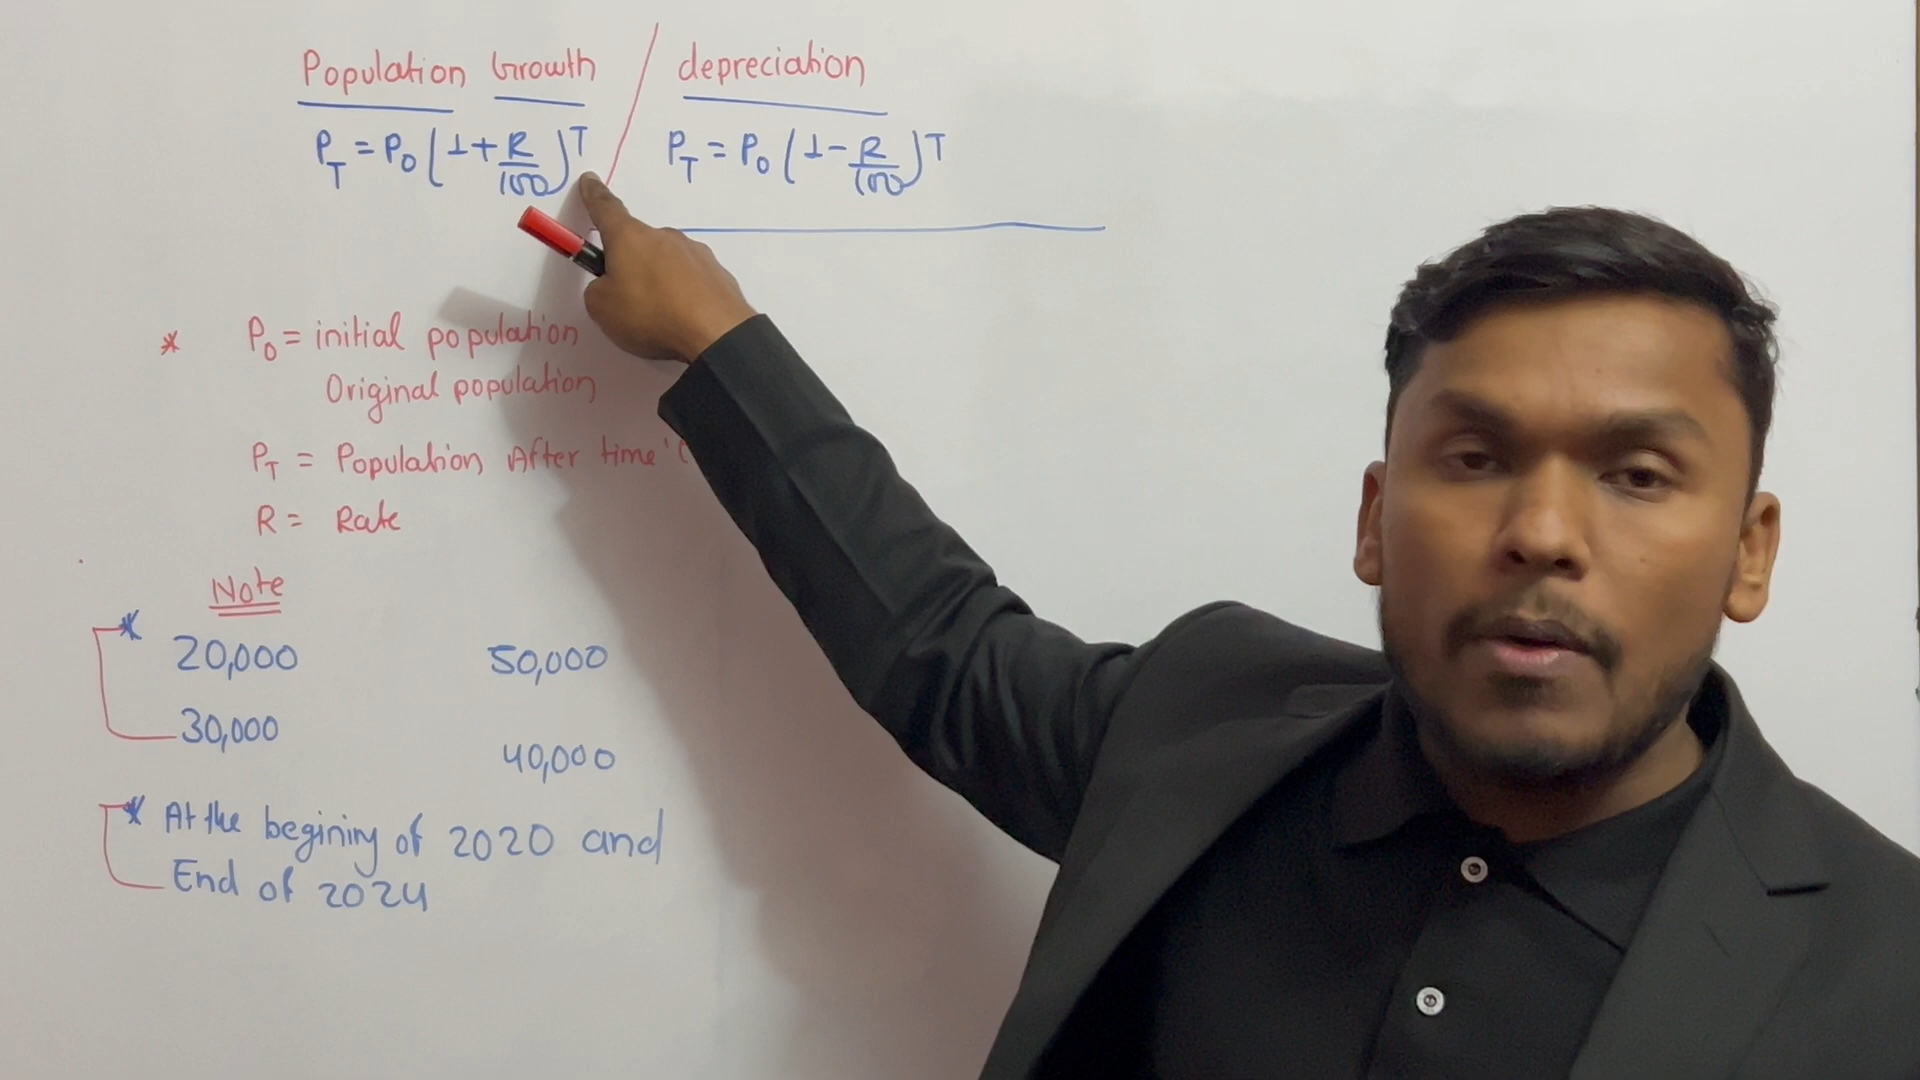 Population Growth / depreciation
P_T = P_0 (1 + R/100)^T P_T = P_0 (1 - R/100)^T
* P_0 = initial population
Original population
P_T = Population After time '
R = Rate
Note
* 20,000 50,000
30,000 40,000
* At the begining of 2020 and
End of 2024